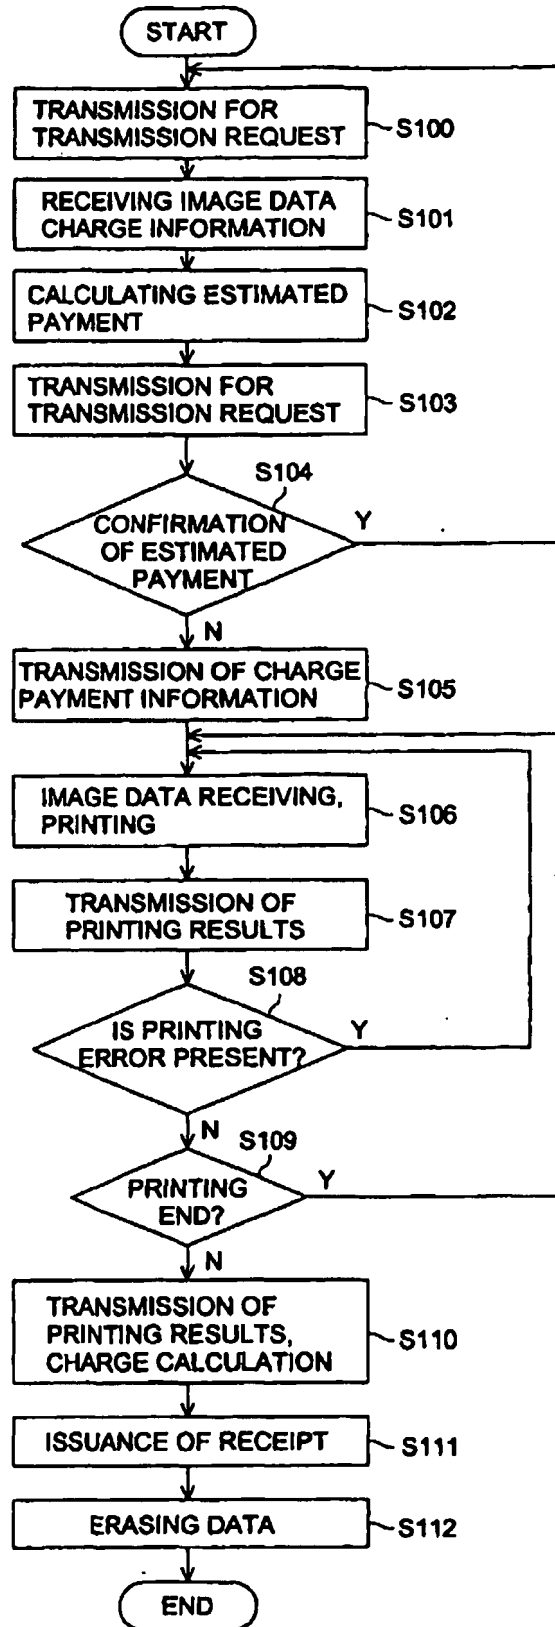 START
TRANSMISSION FOR
TRANSMISSION REQUEST
S100
RECEIVING IMAGE DATA
CHARGE INFORMATION
S101
CALCULATING ESTIMATED
PAYMENT
S102
TRANSMISSION FOR
TRANSMISSION REQUEST
S103
S104
CONFIRMATION
OF ESTIMATED
PAYMENT
Y
N
TRANSMISSION OF CHARGE
PAYMENT INFORMATION
S105
IMAGE DATA RECEIVING,
PRINTING
S106
TRANSMISSION OF
PRINTING RESULTS
S107
S108
IS PRINTING
ERROR PRESENT?
Y
N
S109
PRINTING
END?
Y
N
TRANSMISSION OF
PRINTING RESULTS,
CHARGE CALCULATION
S110
ISSUANCE OF RECEIPT
S111
ERASING DATA
S112
END